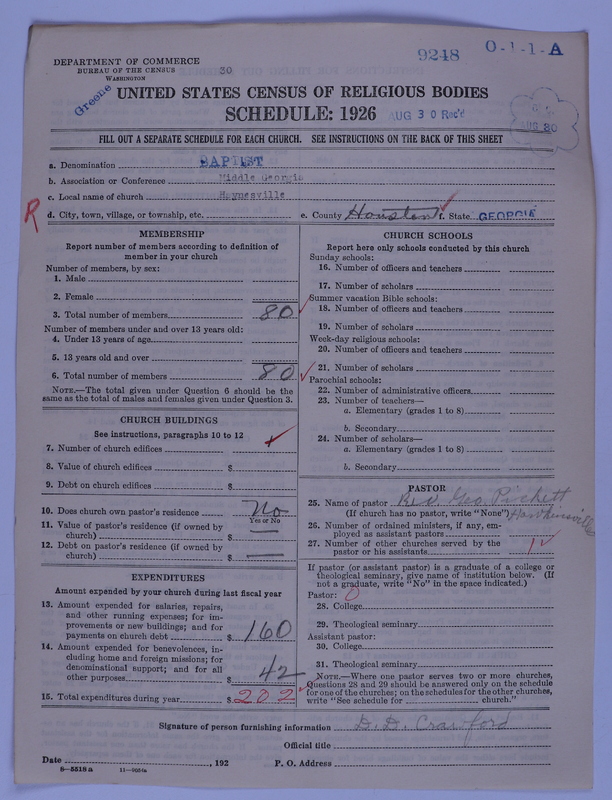 9248 0-1-1-A
DEPARTMENT OF COMMERCE
BUREAU OF THE CENSUS 30
WASHINGTON
Greene
UNITED STATES CENSUS OF RELIGIOUS BODIES
SCHEDULE: 1926 AUG 30 Rec'd
AUG 30
FILL OUT A SEPARATE SCHEDULE FOR EACH CHURCH. SEE INSTRUCTIONS ON THE BACK OF THIS SHEET
a. Denomination BAPTIST
b. Association or Conference Middle Georgia
c. Local name of church Haynesville
R d. City, town, village, or township, etc. e. County Houston f. State GEORGIA
MEMBERSHIP
Report number of members according to definition of
member in your church
Number of members, by sex:
1. Male
2. Female
3. Total number of members 80
Number of members under and over 13 years old:
4. Under 13 years of age
5. 13 years old and over
6. Total number of members 80
NOTE.—The total given under Question 6 should be
same as the total of males and females given under Question 3.
CHURCH BUILDINGS
See instructions, paragraphs 10 to 12
7. Number of church edifices
8. Value of church edifices $
9. Debt on church edifices $
10. Does church own pastor's residence No
Yes or No
11. Value of pastor's residence (if owned by
church) $ —
12. Debt on pastor's residence (if owned by
church) $ —
EXPENDITURES
Amount expended by your church during last fiscal year
13. Amount expended for salaries, repairs,
and other running expenses; for im-
provements or new buildings; and for
payments on church debt $ 160
14. Amount expended for benevolences, in-
cluding home and foreign missions; for
denominational support; and for all
other purposes $ 42
15. Total expenditures during year $ 202
CHURCH SCHOOLS
Report here only schools conducted by this church
Sunday schools:
16. Number of officers and teachers
17. Number of scholars
Summer vacation Bible schools:
18. Number of officers and teachers
19. Number of scholars
Week-day religious schools:
20. Number of officers and teachers
21. Number of scholars
Parochial schools:
22. Number of administrative officers
23. Number of teachers—
a. Elementary (grades 1 to 8)
b. Secondary
24. Number of scholars—
a. Elementary (grades 1 to 8)
b. Secondary
PASTOR
25. Name of pastor Rev. Geo. Pickett
(If church has no pastor, write "None") Hawkinsville
26. Number of ordained ministers, if any, em-
ployed as assistant pastors
27. Number of other churches served by the
pastor or his assistants
If pastor (or assistant pastor) is a graduate of a college or
theological seminary, give name of institution below. (If
not a graduate, write "No" in the space indicated.)
Pastor: 0
28. College
29. Theological seminary
Assistant pastor:
30. College
31. Theological seminary
NOTE.—Where one pastor serves two or more churches,
Questions 28 and 29 should be answered only on the schedule
for one of the churches; on the schedules for the other churches,
write "See schedule for church."
Signature of person furnishing information B. D. Crawford
Official title
Date , 192 P. O. Address
8—5518a